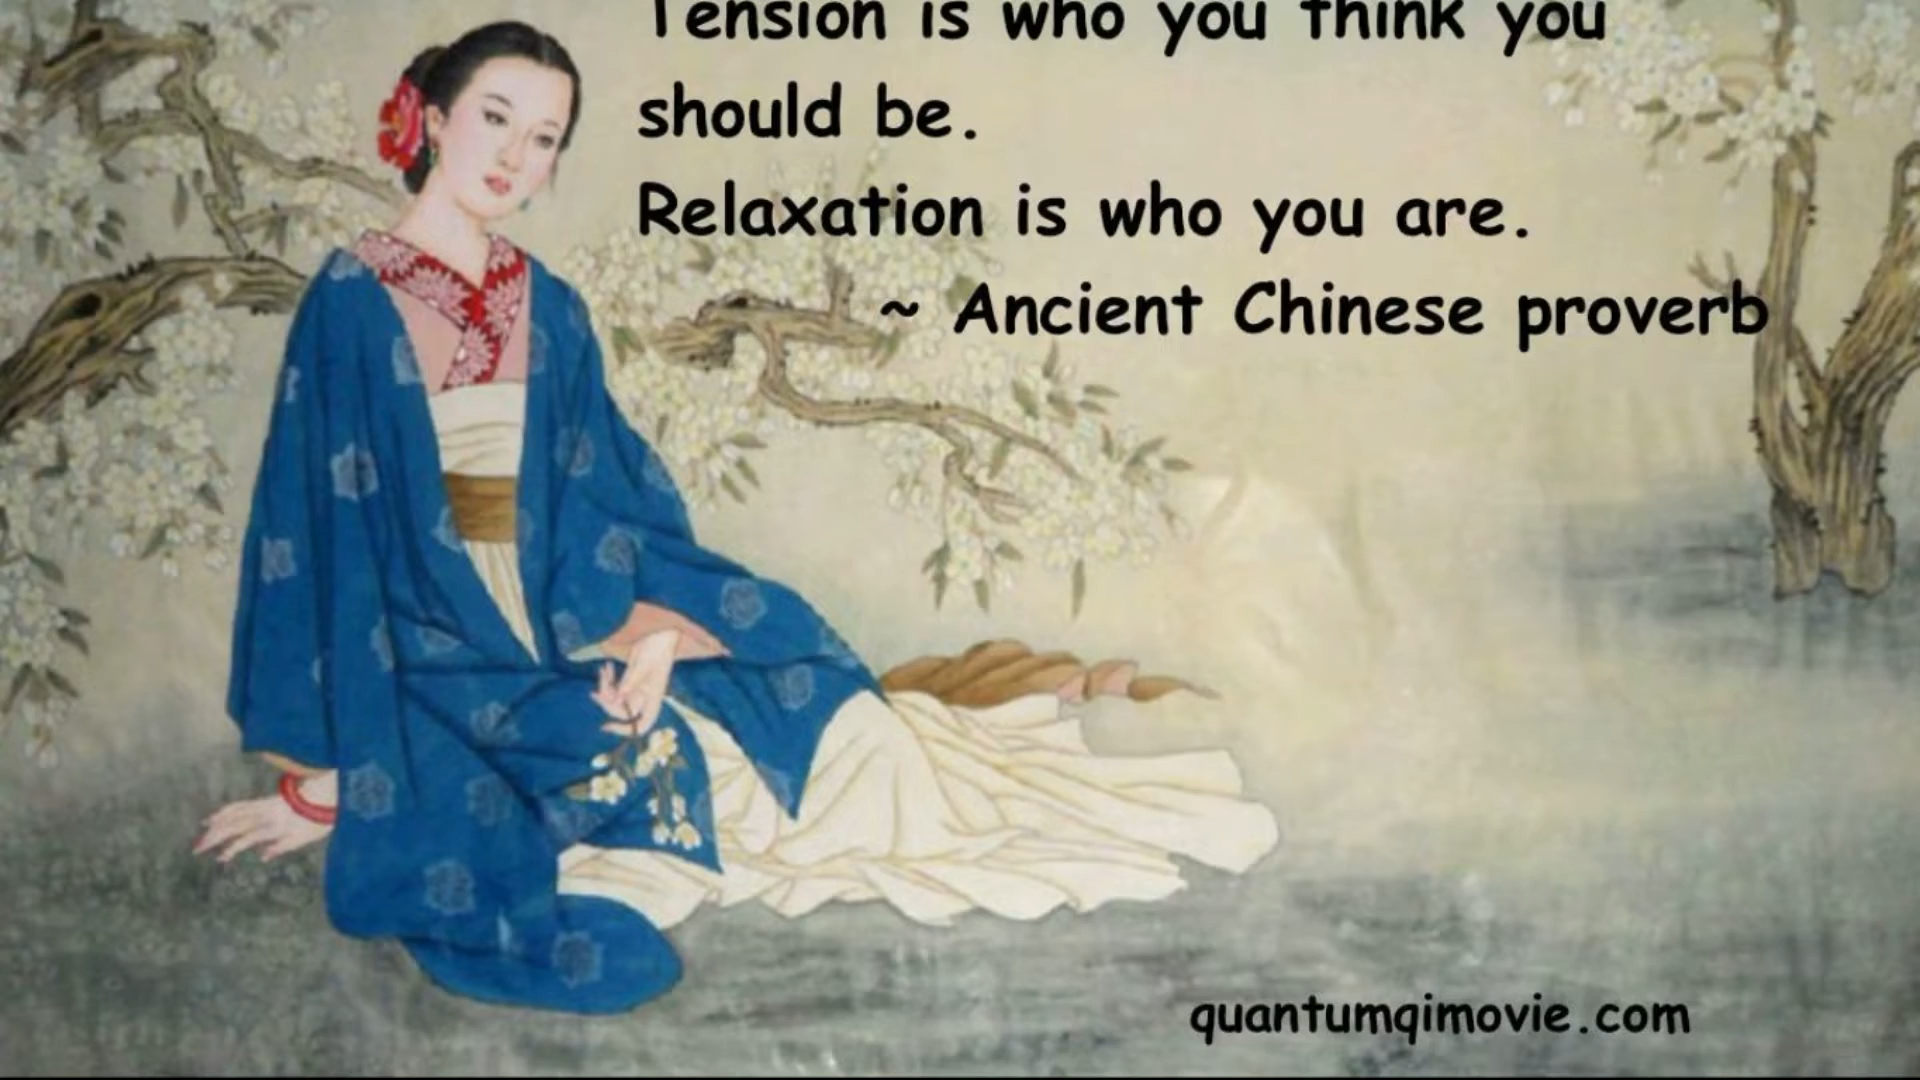 Tension is who you think you
should be.
Relaxation is who you are.
~ Ancient Chinese proverb
quantumqimovie.com